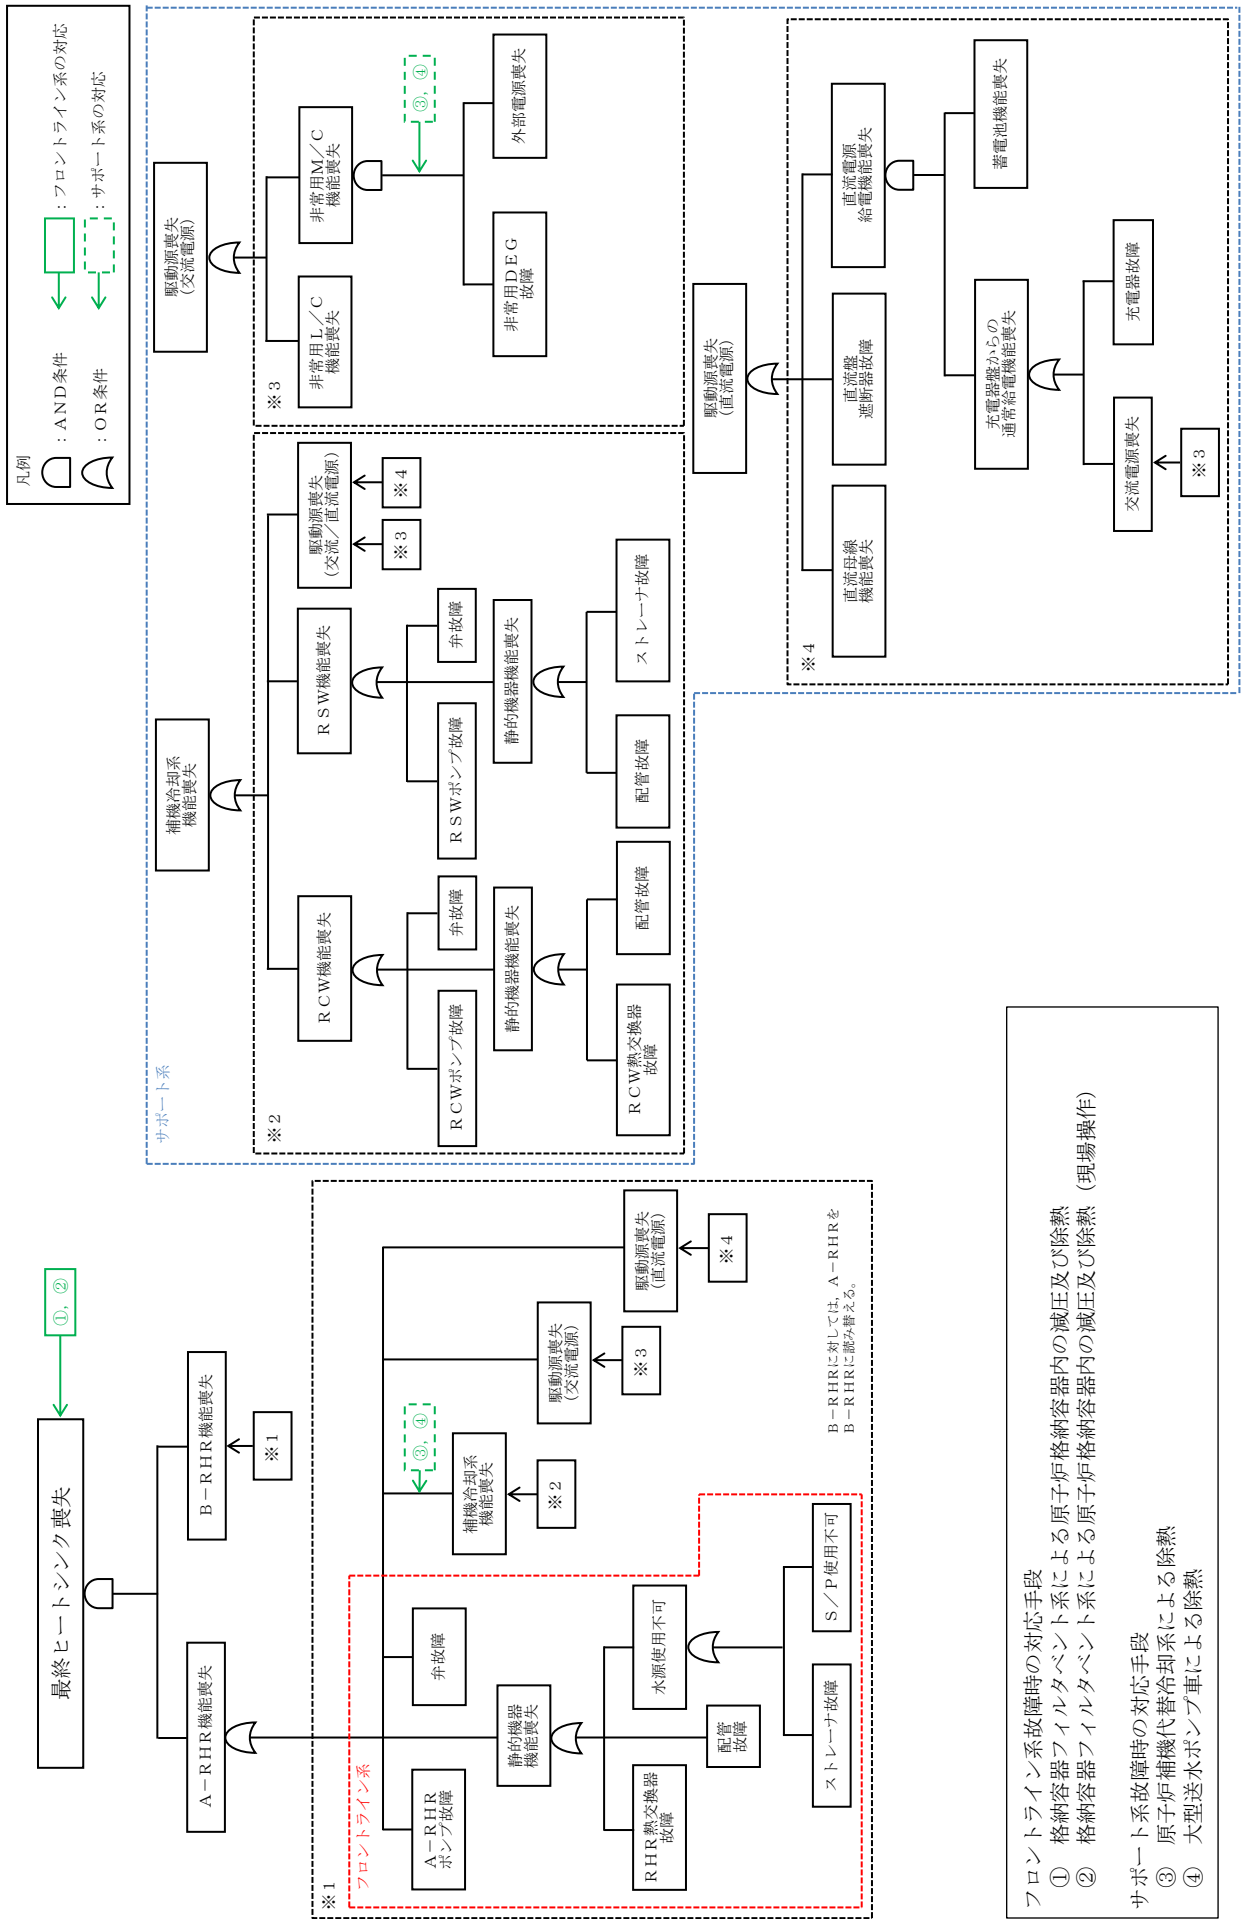 凡例
：AND条件
：OR条件
：フロントライン系の対応
：サポート系の対応
最終ヒートシンク喪失
①，②
A－RHR機能喪失
B－RHR機能喪失
※1
※1
フロントライン系
A－RHR
ポンプ故障
弁故障
静的機器
機能喪失
RHR熱交換器
故障
配管
故障
水源使用不可
ストレーナ故障
S／P使用不可
補機冷却系
機能喪失
※2
③，④
駆動源喪失
(交流電源)
※3
駆動源喪失
(直流電源)
※4
B－RHRに対しては，A－RHRを
B－RHRに読み替える。
サポート系
補機冷却系
機能喪失
※2
RCW機能喪失
RCWポンプ故障
弁故障
静的機器機能喪失
RCW熱交換器
故障
配管故障
RSW機能喪失
RSWポンプ故障
弁故障
静的機器機能喪失
配管故障
ストレーナ故障
駆動源喪失
(交流／直流電源)
※3
※4
駆動源喪失
(交流電源)
※3
非常用L／C
機能喪失
非常用M／C
機能喪失
③，④
非常用DEG
故障
外部電源喪失
駆動源喪失
(直流電源)
※4
直流母線
機能喪失
直流盤
遮断器故障
直流電源
給電機能喪失
充電器盤からの
通常給電機能喪失
蓄電池機能喪失
交流電源喪失
※3
充電器故障
フロントライン系故障時の対応手段
① 格納容器フィルタベント系による原子炉格納容器内の減圧及び除熱
② 格納容器フィルタベント系による原子炉格納容器内の減圧及び除熱（現場操作）
サポート系故障時の対応手段
③ 原子炉補機代替冷却系による除熱
④ 大型送水ポンプ車による除熱